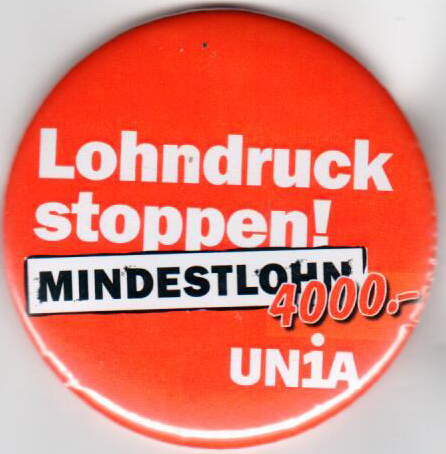 Lohndruck
stoppen!
MINDESTLOHN
4000.-
UNiA